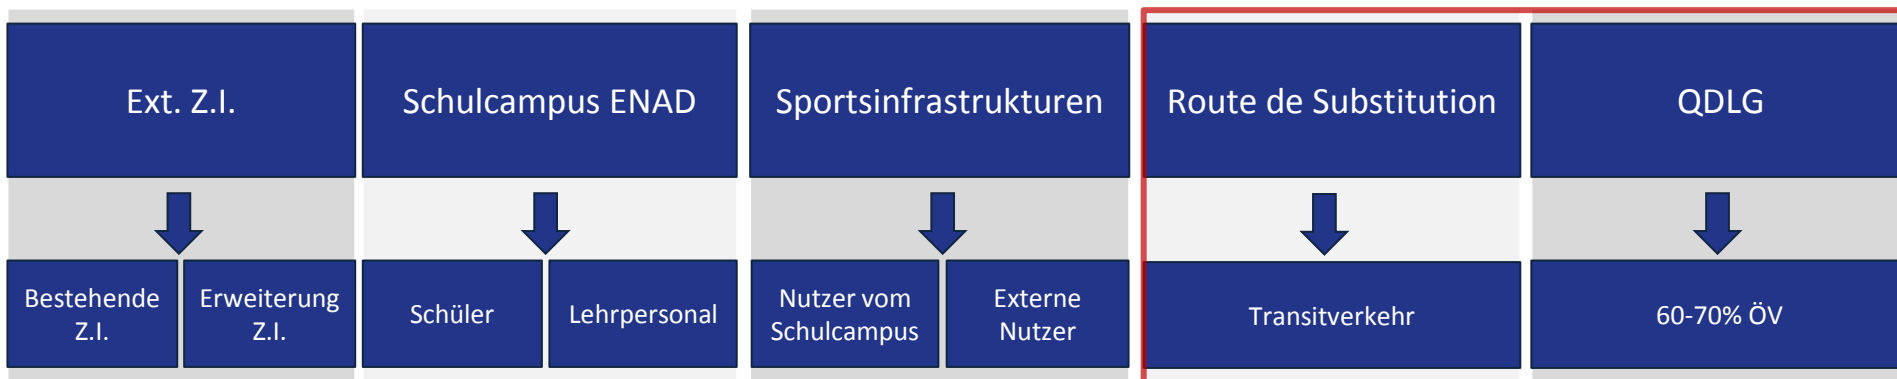 Ext. Z.I.
Schulcampus ENAD
Sportsinfrastrukturen
Route de Substitution
QDLG
Bestehende
Z.I.
Erweiterung
Z.I.
Schüler
Lehrpersonal
Nutzer vom
Schulcampus
Externe
Nutzer
Transitverkehr
60-70% ÖV